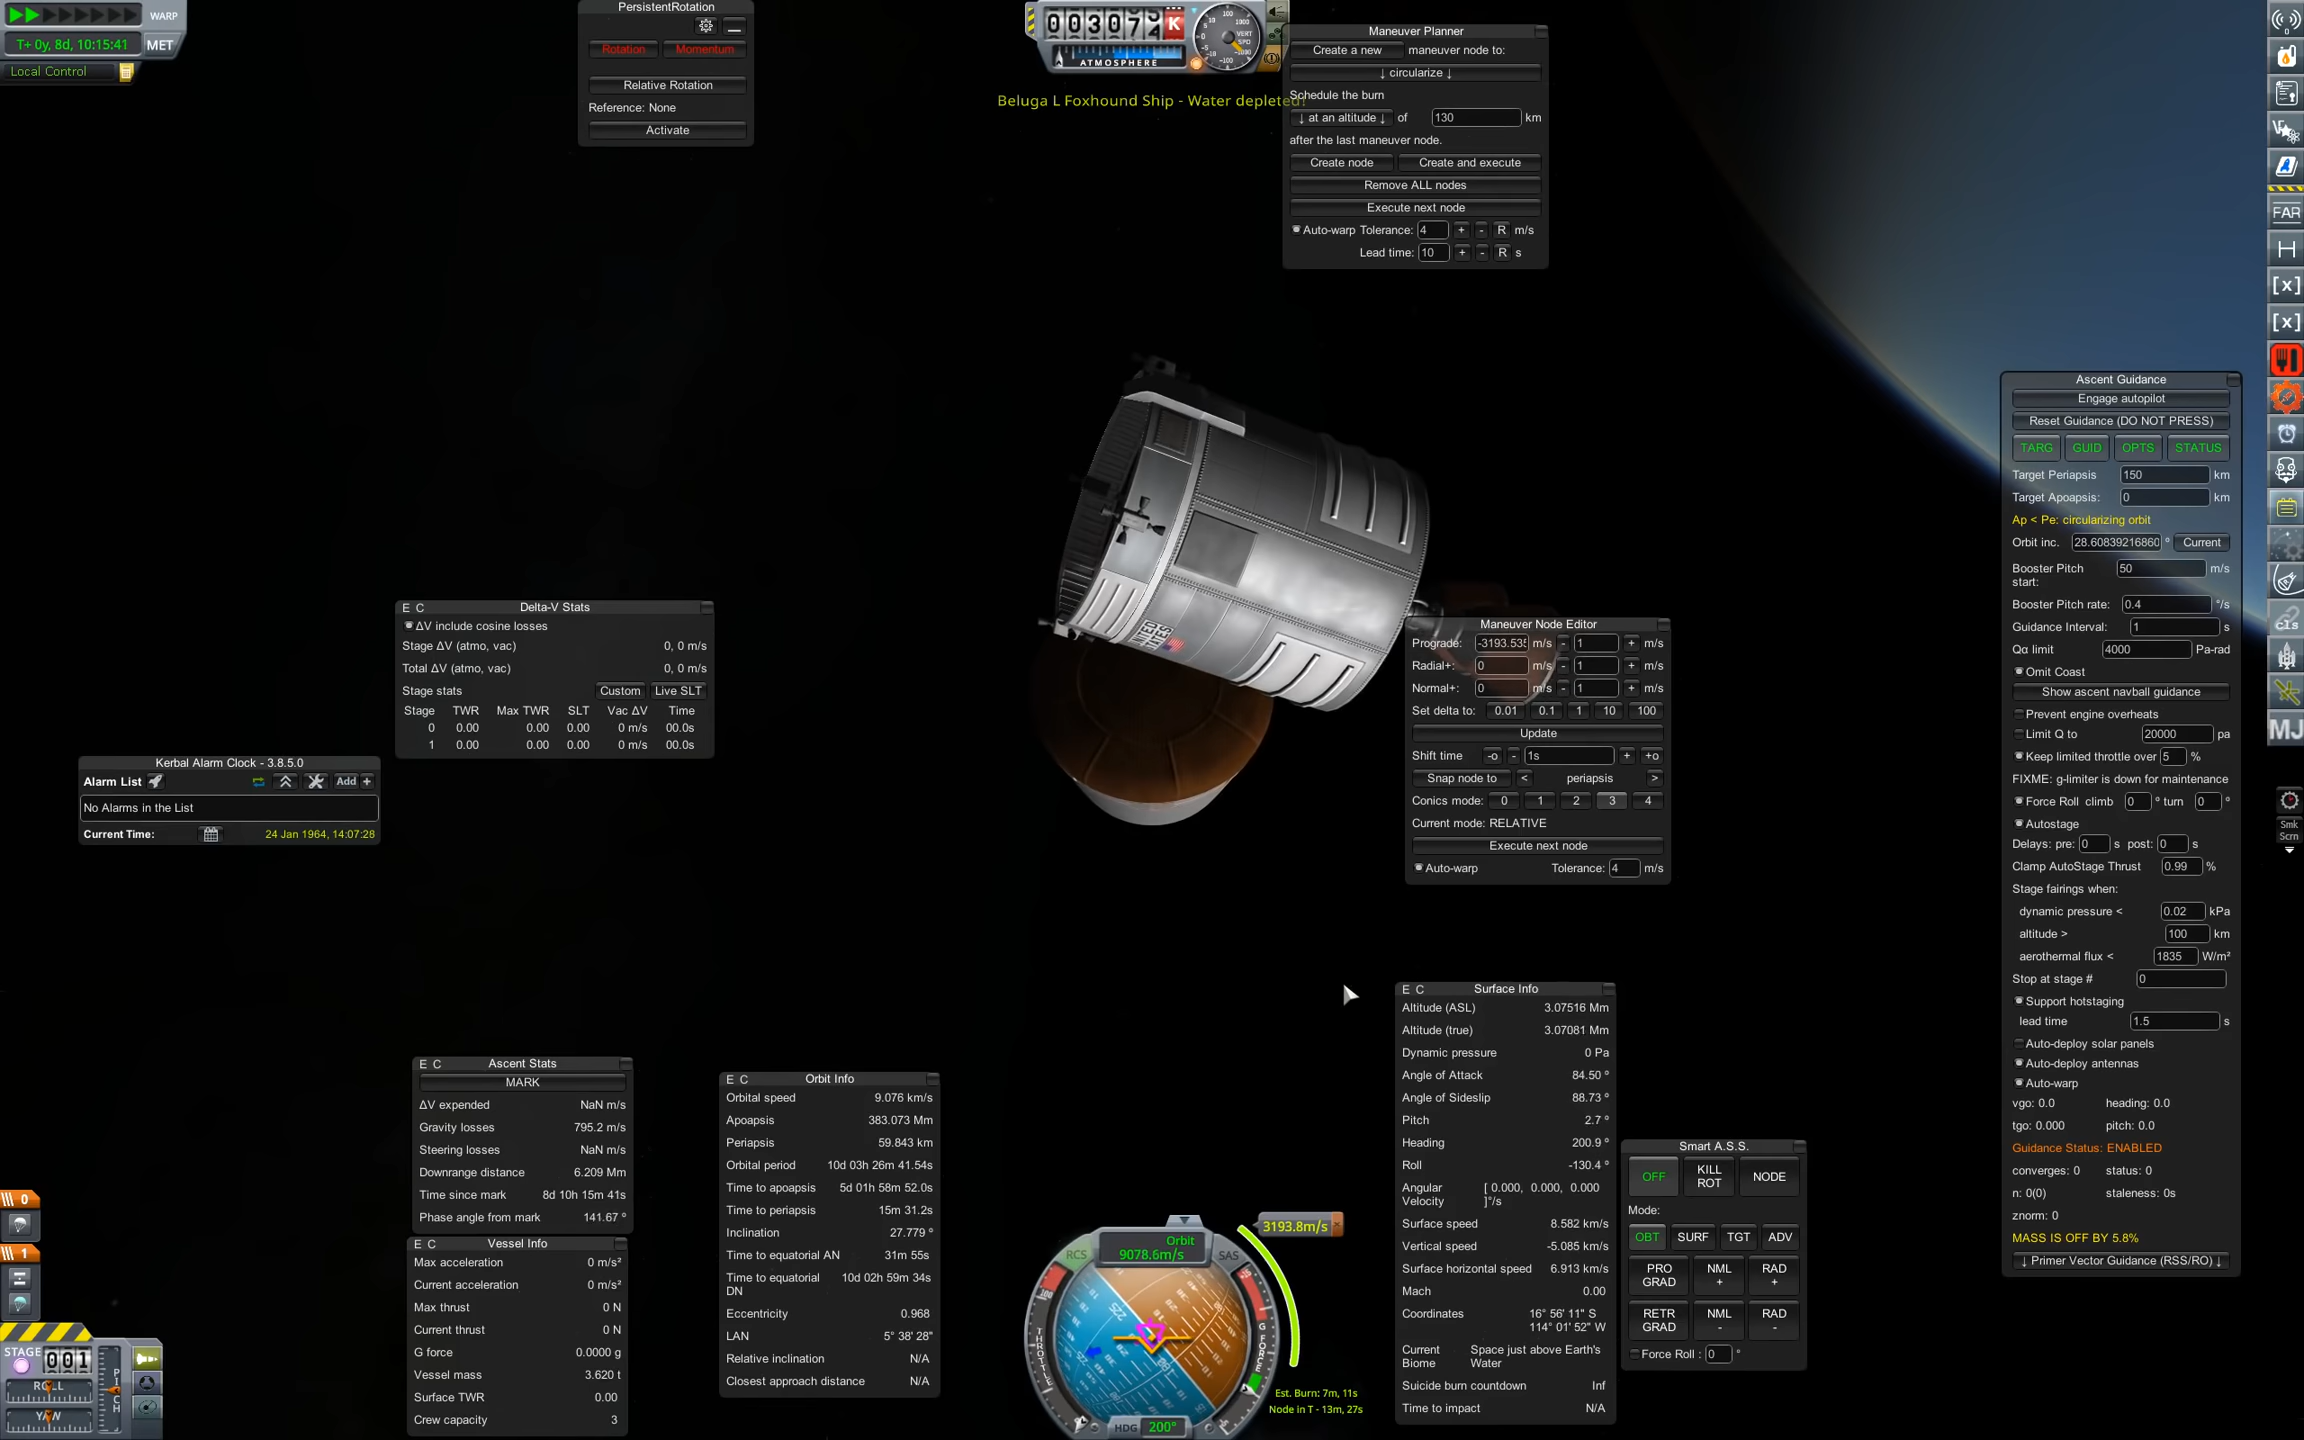 WARP
T+ 0y, 8d, 10:15:41
MET
Local Control
PersistentRotation
Rotation
Momentum
Relative Rotation
Reference: None
Activate
ATMOSPHERE
Beluga L Foxhound Ship - Water depleted!
Maneuver Planner
Create a new maneuver node to:
↓ circularize ↓
Schedule the burn
↓ at an altitude ↓ of 130 km
after the last maneuver node.
Create node Create and execute
Remove ALL nodes
Execute next node
Auto-warp Tolerance: 4 + - R m/s
Lead time: 10 + - R s
FAR
cls
MJ
Smk
Scrn
Ascent Guidance
Engage autopilot
Reset Guidance (DO NOT PRESS)
TARG GUID OPTS STATUS
Target Periapsis 150 km
Target Apoapsis: 0 km
Ap < Pe: circularizing orbit
Orbit inc. 28.60839216860 ° Current
Booster Pitch start: 50 m/s
Booster Pitch rate: 0.4 °/s
Guidance Interval: 1 s
Qα limit 4000 Pa-rad
Omit Coast
Show ascent navball guidance
Prevent engine overheats
Limit Q to 20000 pa
Keep limited throttle over 5 %
FIXME: g-limiter is down for maintenance
Force Roll climb 0 ° turn 0 °
Autostage
Delays: pre: 0 s post: 0 s
Clamp AutoStage Thrust 0.99 %
Stage fairings when:
dynamic pressure < 0.02 kPa
altitude > 100 km
aerothermal flux < 1835 W/m²
Stop at stage # 0
Support hotstaging
lead time 1.5 s
Auto-deploy solar panels
Auto-deploy antennas
Auto-warp
vgo: 0.0 heading: 0.0
tgo: 0.000 pitch: 0.0
Guidance Status: ENABLED
converges: 0 status: 0
n: 0(0) staleness: 0s
znorm: 0
MASS IS OFF BY 5.8%
↓ Primer Vector Guidance (RSS/RO) ↓
E C Delta-V Stats
ΔV include cosine losses
Stage ΔV (atmo, vac) 0, 0 m/s
Total ΔV (atmo, vac) 0, 0 m/s
Stage stats Custom Live SLT
Stage TWR Max TWR SLT Vac ΔV Time
0 0.00 0.00 0.00 0 m/s 00.0s
1 0.00 0.00 0.00 0 m/s 00.0s
Kerbal Alarm Clock - 3.8.5.0
Alarm List Add +
No Alarms in the List
Current Time: 24 Jan 1964, 14:07:28
UNITED
STATES
Maneuver Node Editor
Prograde: -3193.535 m/s - 1 + m/s
Radial+: 0 m/s - 1 + m/s
Normal+: 0 m/s - 1 + m/s
Set delta to: 0.01 0.1 1 10 100
Update
Shift time -o - 1s + +o
Snap node to < periapsis >
Conics mode: 0 1 2 3 4
Current mode: RELATIVE
Execute next node
Auto-warp Tolerance: 4 m/s
E C Surface Info
Altitude (ASL) 3.07516 Mm
Altitude (true) 3.07081 Mm
Dynamic pressure 0 Pa
Angle of Attack 84.50 º
Angle of Sideslip 88.73 º
Pitch 2.7 º
Heading 200.9 º
Roll -130.4 º
Angular Velocity [ 0.000, 0.000, 0.000 ]°/s
Surface speed 8.582 km/s
Vertical speed -5.085 km/s
Surface horizontal speed 6.913 km/s
Mach 0.00
Coordinates 16° 56' 11" S
114° 01' 52" W
Current Biome Space just above Earth's Water
Suicide burn countdown Inf
Time to impact N/A
E C Ascent Stats
MARK
ΔV expended NaN m/s
Gravity losses 795.2 m/s
Steering losses NaN m/s
Downrange distance 6.209 Mm
Time since mark 8d 10h 15m 41s
Phase angle from mark 141.67 º
E C Vessel Info
Max acceleration 0 m/s²
Current acceleration 0 m/s²
Max thrust 0 N
Current thrust 0 N
G force 0.0000 g
Vessel mass 3.620 t
Surface TWR 0.00
Crew capacity 3
E C Orbit Info
Orbital speed 9.076 km/s
Apoapsis 383.073 Mm
Periapsis 59.843 km
Orbital period 10d 03h 26m 41.54s
Time to apoapsis 5d 01h 58m 52.0s
Time to periapsis 15m 31.2s
Inclination 27.779 º
Time to equatorial AN 31m 55s
Time to equatorial DN 10d 02h 59m 34s
Eccentricity 0.968
LAN 5° 38' 28"
Relative inclination N/A
Closest approach distance N/A
Smart A.S.S.
OFF KILL ROT NODE
Mode:
OBT SURF TGT ADV
PRO GRAD NML + RAD +
RETR GRAD NML - RAD -
Force Roll : 0 °
3193.8m/s
Orbit
9078.6m/s
RCS
SAS
THROTTLE
G FORCE
HDG 200°
Est. Burn: 7m, 11s
Node in T - 13m, 27s
0
1
STAGE 001
ROLL
YAW
PITCH